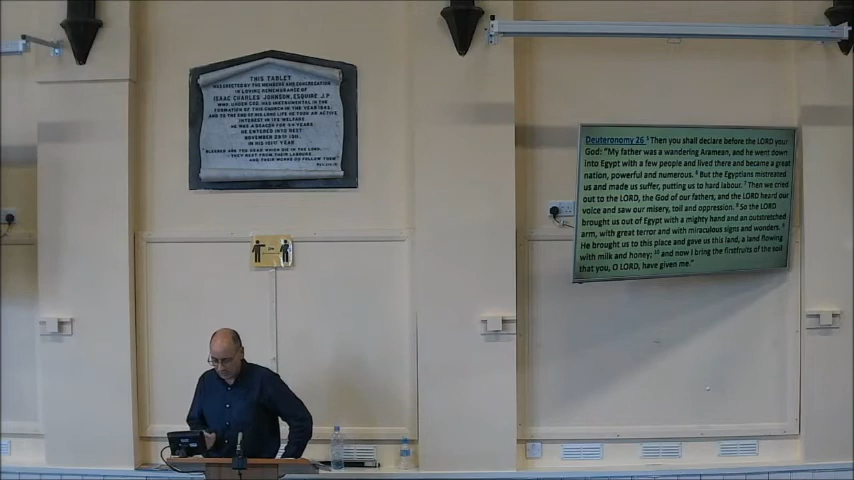 THIS TABLET
WAS ERECTED BY THE MEMBERS AND CONGREGATION
IN LOVING REMEMBRANCE OF
ISAAC CHARLES JOHNSON, ESQUIRE J.P.
WHO, UNDER GOD, WAS INSTRUMENTAL IN THE
FORMATION OF THIS CHURCH IN THE YEAR 1843,
AND TO THE END OF HIS LONG LIFE HE TOOK AN ACTIVE
INTEREST IN ITS WELFARE
HE WAS A DEACON FOR YEARS
HE ENTERED INTO REST
NOVEMBER 29TH 1911,
IN HIS 101ST YEAR
"BLESSED ARE THE DEAD WHICH DIE IN THE LORD,
THEY REST FROM THEIR LABOURS
AND THEIR WORKS DO FOLLOW THEM"
Deuteronomy 26 5 Then you shall declare before the LORD your
God: "My father was a wandering Aramean, and he went down
into Egypt with a few people and lived there and became a great
nation, powerful and numerous. 6 But the Egyptians mistreated
us and made us suffer, putting us to hard labour. 7 Then we cried
out to the LORD, the God of our fathers, and the LORD heard our
voice and saw our misery, toil and oppression. 8 So the LORD
brought us out of Egypt with a mighty hand and an outstretched
arm, with great terror and with miraculous signs and wonders. 9
He brought us to this place and gave us this land, a land flowing
with milk and honey; 10 and now I bring the firstfruits of the soil
that you, O LORD, have given me."